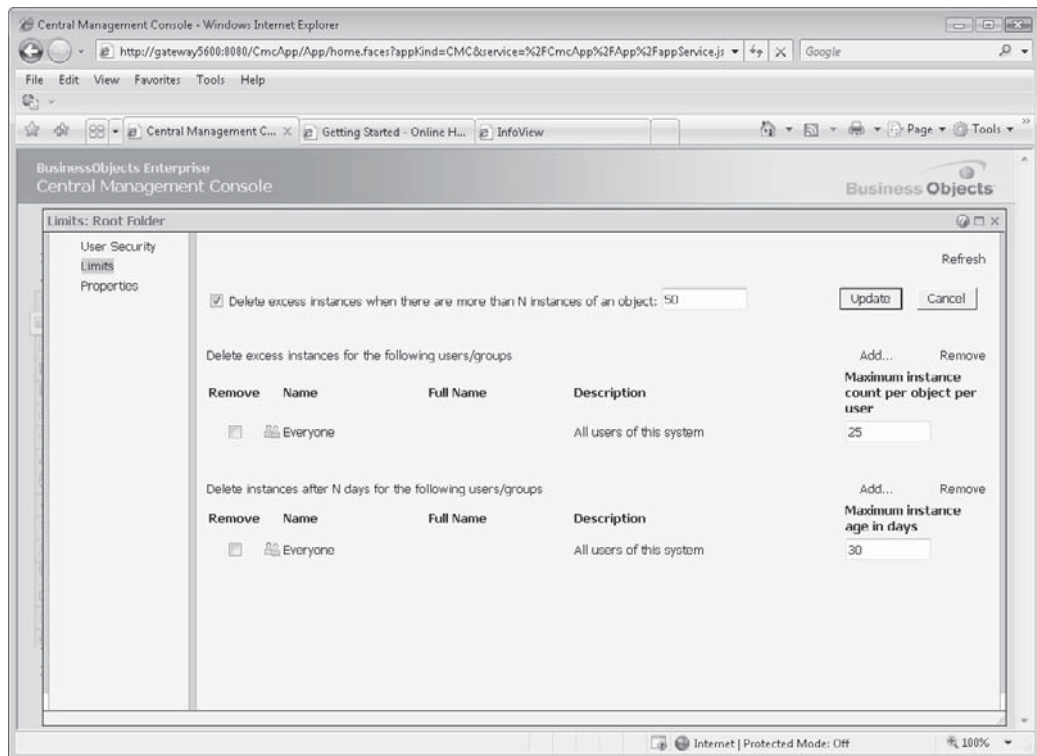 Central Management Console - Windows Internet Explorer
http://gateway5600:8080/CmcApp/App/home.faces?appKind=CMC&service=%2FCmcApp%2FApp%2FappService.js
Google
File Edit View Favorites Tools Help
Central Management C... Getting Started - Online H... InfoView Page Tools
BusinessObjects Enterprise
Central Management Console
Business Objects
Limits: Root Folder
User Security
Limits
Properties
Refresh
Delete excess instances when there are more than N instances of an object: 50 Update Cancel
Delete excess instances for the following users/groups Add... Remove
Remove Name Full Name Description Maximum instance
count per object per
user
Everyone All users of this system 25
Delete instances after N days for the following users/groups Add... Remove
Remove Name Full Name Description Maximum instance
age in days
Everyone All users of this system 30
Internet | Protected Mode: Off 100%